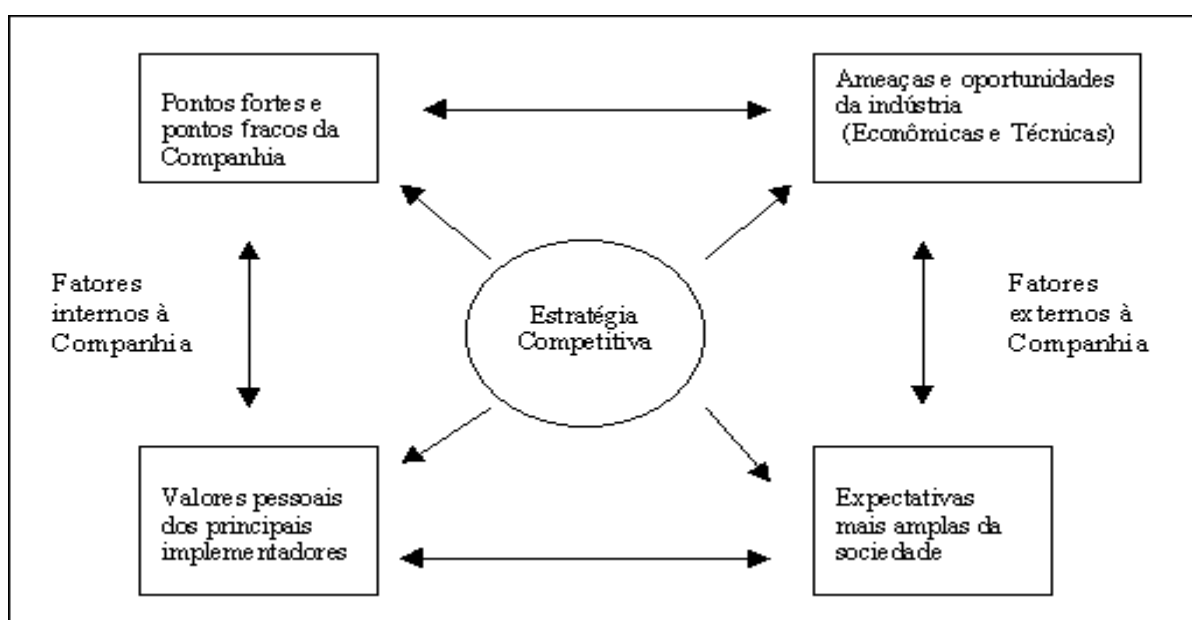 Pontos fortes e
pontos fracos da
Companhia
Ameaças e oportunidades
da indústria
(Econômicas e Técnicas)
Fatores
internos à
Companhia
Estratégia
Competitiva
Fatores
externos à
Companhia
Valores pessoais
dos principais
implementadores
Expectativas
mais amplas da
sociedade